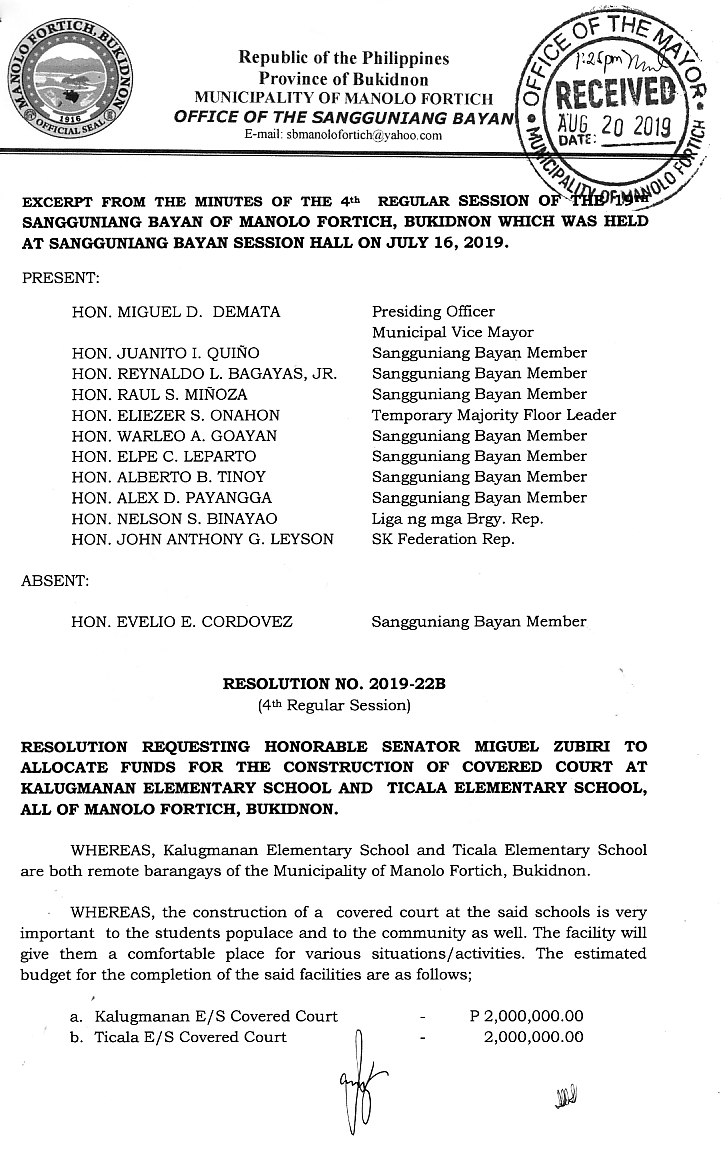 MANOLO FORTICH, BUKIDNON
1916
OFFICIAL SEAL
Republic of the Philippines
Province of Bukidnon
MUNICIPALITY OF MANOLO FORTICH
OFFICE OF THE SANGGUNIANG BAYAN
E-mail: sbmanolofortich@yahoo.com
OFFICE OF THE MAYOR
1:25pm
RECEIVED
AUG 20 2019
DATE:
MUNICIPALITY OF MANOLO FORTICH
EXCERPT FROM THE MINUTES OF THE 4th REGULAR SESSION OF THE 19TH
SANGGUNIANG BAYAN OF MANOLO FORTICH, BUKIDNON WHICH WAS HELD
AT SANGGUNIANG BAYAN SESSION HALL ON JULY 16, 2019.
PRESENT:
HON. MIGUEL D. DEMATA Presiding Officer
Municipal Vice Mayor
HON. JUANITO I. QUIÑO Sangguniang Bayan Member
HON. REYNALDO L. BAGAYAS, JR. Sangguniang Bayan Member
HON. RAUL S. MIÑOZA Sangguniang Bayan Member
HON. ELIEZER S. ONAHON Temporary Majority Floor Leader
HON. WARLEO A. GOAYAN Sangguniang Bayan Member
HON. ELPE C. LEPARTO Sangguniang Bayan Member
HON. ALBERTO B. TINOY Sangguniang Bayan Member
HON. ALEX D. PAYANGGA Sangguniang Bayan Member
HON. NELSON S. BINAYAO Liga ng mga Brgy. Rep.
HON. JOHN ANTHONY G. LEYSON SK Federation Rep.
ABSENT:
HON. EVELIO E. CORDOVEZ Sangguniang Bayan Member
RESOLUTION NO. 2019-22B
(4th Regular Session)
RESOLUTION REQUESTING HONORABLE SENATOR MIGUEL ZUBIRI TO
ALLOCATE FUNDS FOR THE CONSTRUCTION OF COVERED COURT AT
KALUGMANAN ELEMENTARY SCHOOL AND TICALA ELEMENTARY SCHOOL,
ALL OF MANOLO FORTICH, BUKIDNON.
WHEREAS, Kalugmanan Elementary School and Ticala Elementary School
are both remote barangays of the Municipality of Manolo Fortich, Bukidnon.
WHEREAS, the construction of a covered court at the said schools is very
important to the students populace and to the community as well. The facility will
give them a comfortable place for various situations/activities. The estimated
budget for the completion of the said facilities are as follows;
a. Kalugmanan E/S Covered Court - P 2,000,000.00
b. Ticala E/S Covered Court - 2,000,000.00